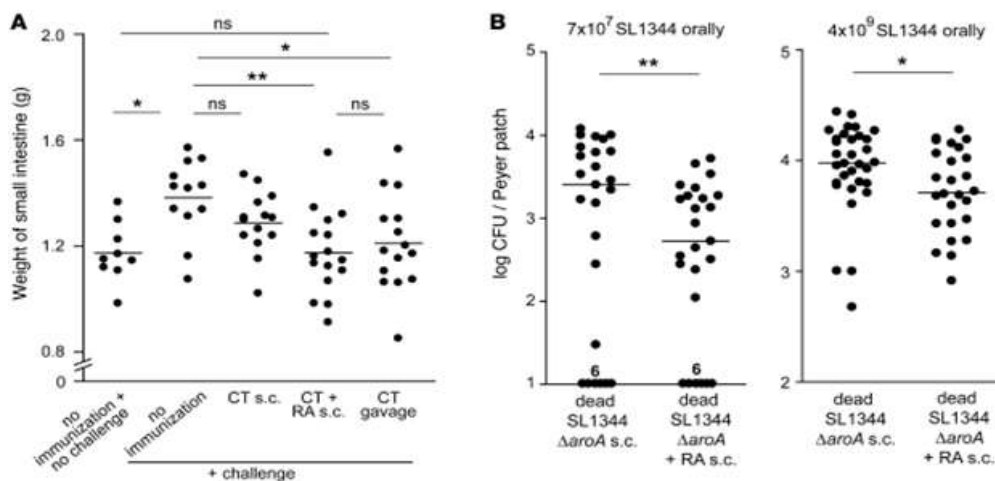 A
ns
*
**
*
ns
ns
Weight of small intestine (g)
2.0
1.6
1.2
0.8
0
no
immunization +
no challenge
no
immunization
CT s.c.
CT +
RA s.c.
CT
gavage
+ challenge
B
7x10⁷ SL1344 orally
**
log CFU / Peyer patch
5
4
3
2
1
6
6
dead
SL1344
ΔaroA s.c.
dead
SL1344
ΔaroA
+ RA s.c.
4x10⁹ SL1344 orally
*
5
4
3
2
dead
SL1344
ΔaroA s.c.
dead
SL1344
ΔaroA
+ RA s.c.